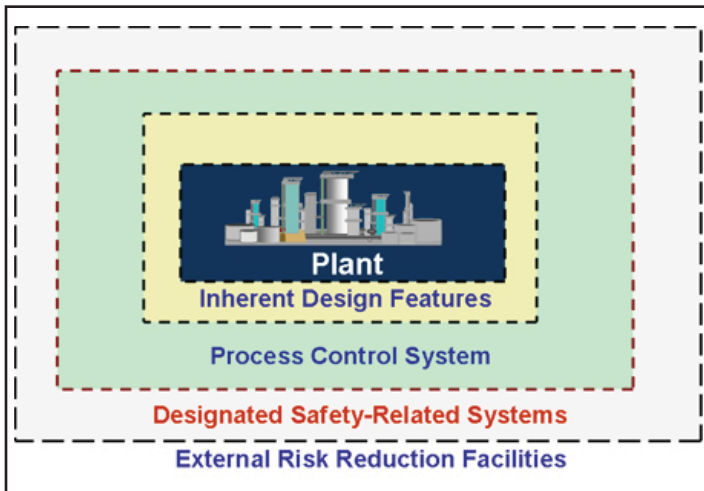 Plant
Inherent Design Features
Process Control System
Designated Safety-Related Systems
External Risk Reduction Facilities